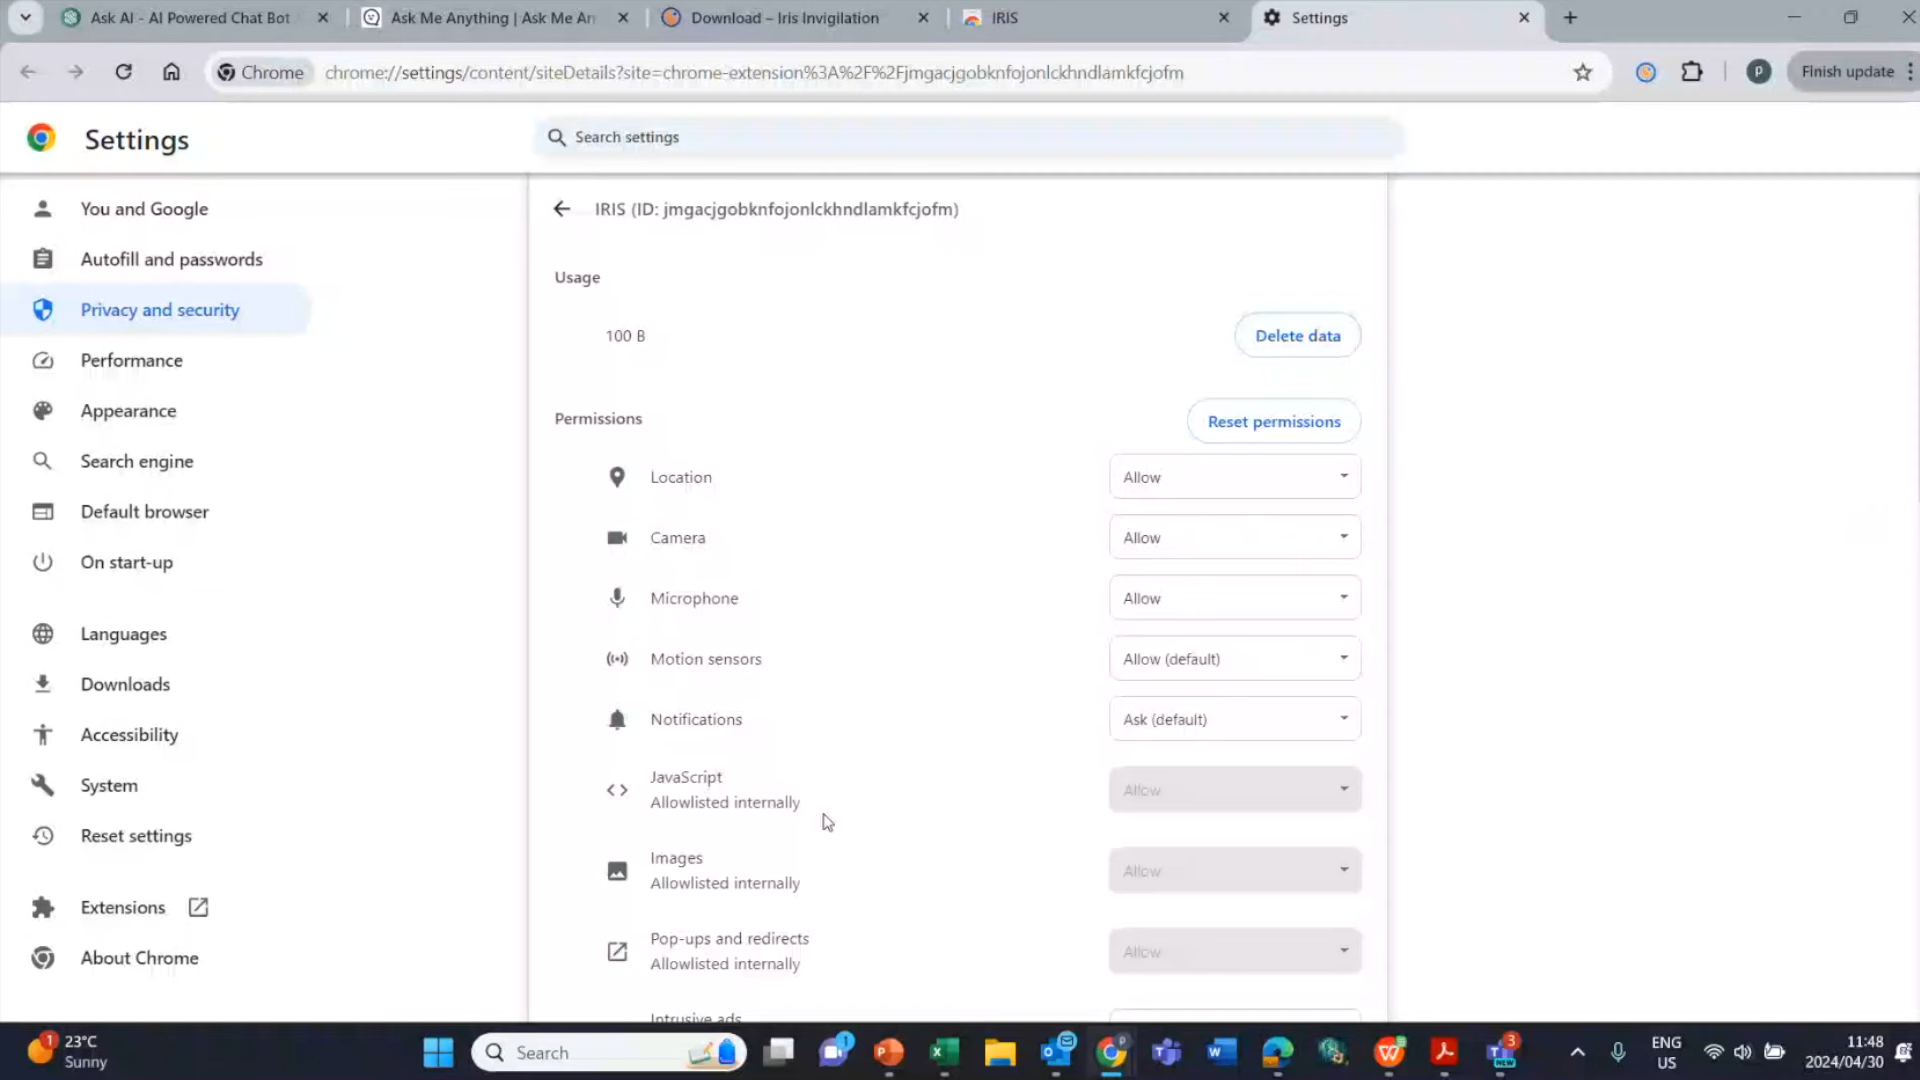 Ask AI - AI Powered Chat Bot
Ask Me Anything | Ask Me An
Download – Iris Invigilation
IRIS
Settings
Chrome
chrome://settings/content/siteDetails?site=chrome-extension%3A%2F%2Fjmgacjgobknfojonlckhndlamkfcjofm
P
Finish update
Settings
Search settings
You and Google
Autofill and passwords
Privacy and security
Performance
Appearance
Search engine
Default browser
On start-up
Languages
Downloads
Accessibility
System
Reset settings
Extensions
About Chrome
IRIS (ID: jmgacjgobknfojonlckhndlamkfcjofm)
Usage
100 B
Delete data
Permissions
Reset permissions
Location
Allow
Camera
Allow
Microphone
Allow
Motion sensors
Allow (default)
Notifications
Ask (default)
JavaScript
Allowlisted internally
Allow
Images
Allowlisted internally
Allow
Pop-ups and redirects
Allowlisted internally
Allow
Intrusive ads
1
23°C
Sunny
Search
1
3
NEW
ENG
US
11:48
2024/04/30